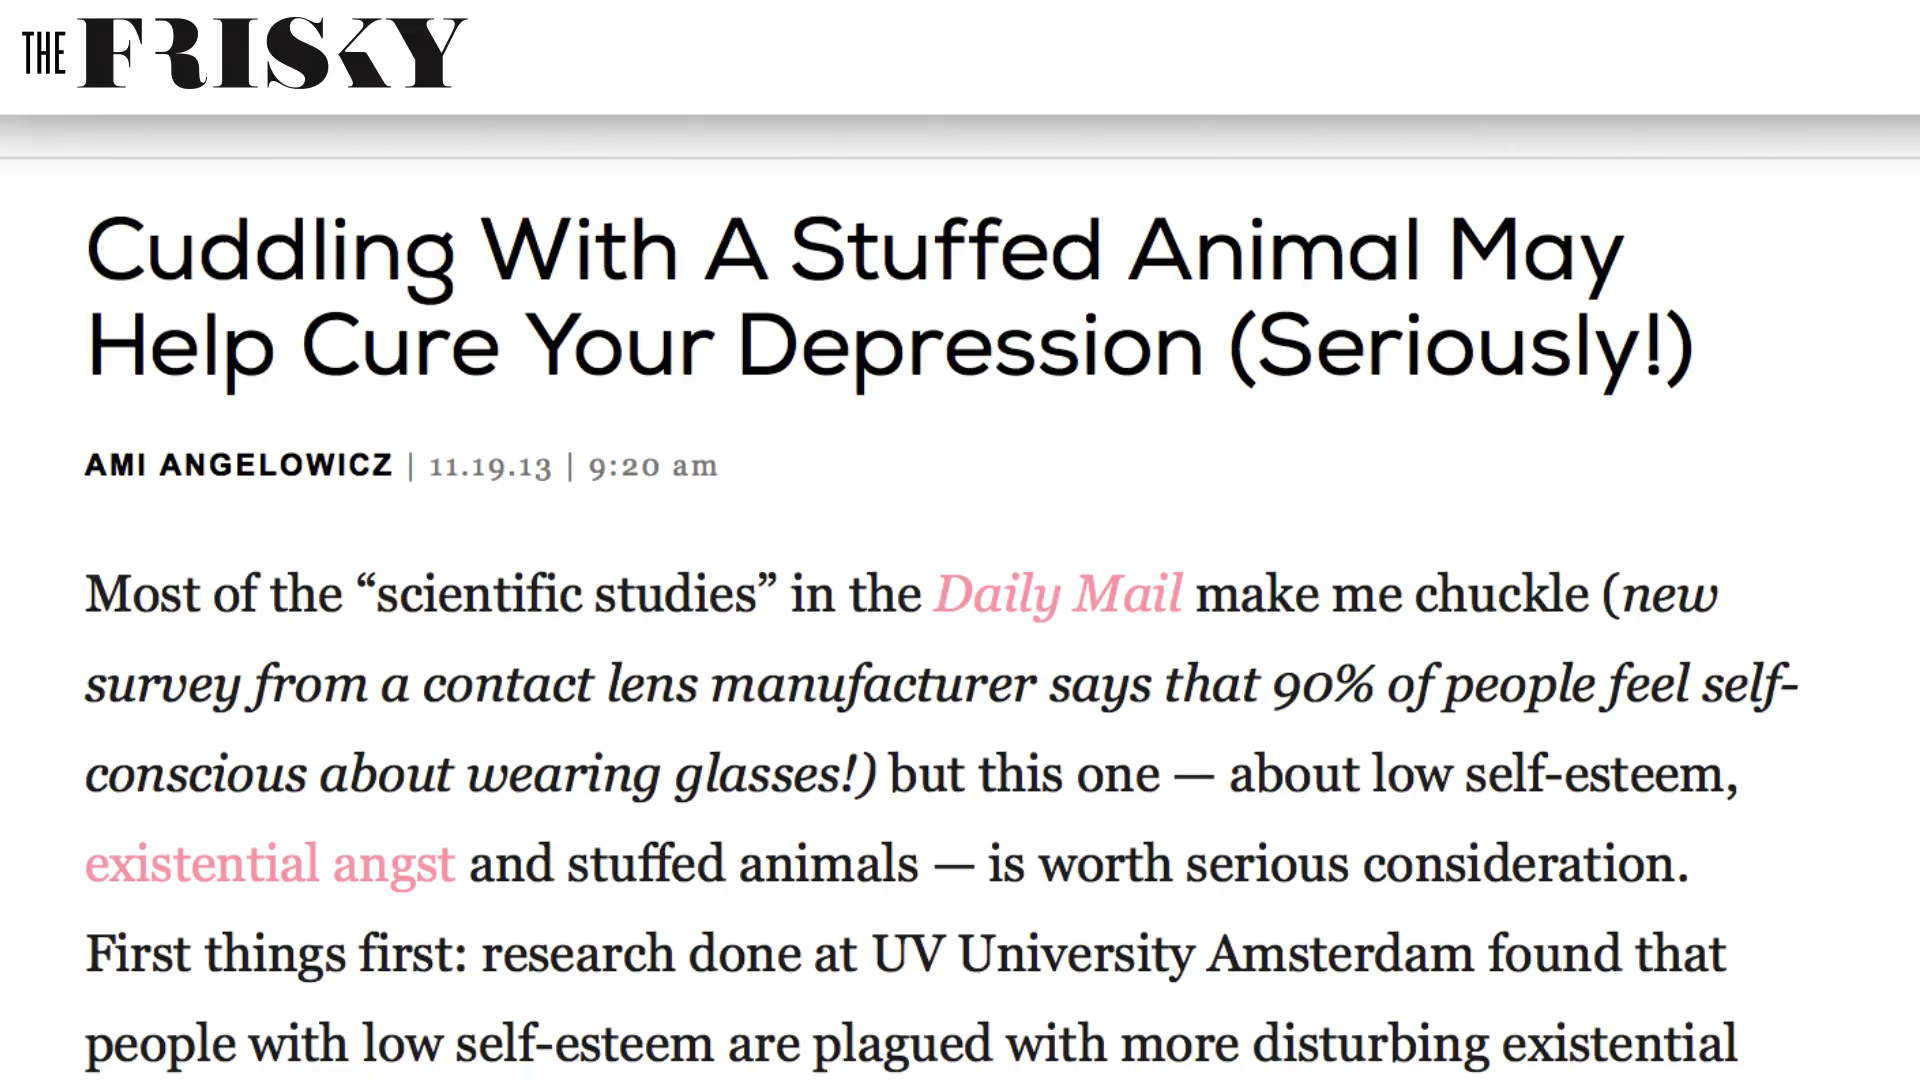 THE FRISKY
Cuddling With A Stuffed Animal May
Help Cure Your Depression (Seriously!)
AMI ANGELOWICZ | 11.19.13 | 9:20 am
Most of the “scientific studies” in the Daily Mail make me chuckle (new
survey from a contact lens manufacturer says that 90% of people feel self-
conscious about wearing glasses!) but this one — about low self-esteem,
existential angst and stuffed animals — is worth serious consideration.
First things first: research done at UV University Amsterdam found that
people with low self-esteem are plagued with more disturbing existential